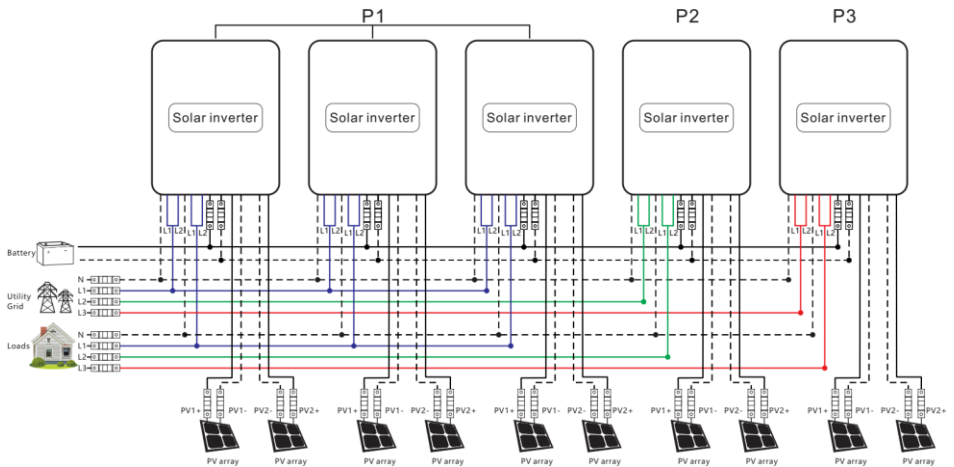 P1 P2 P3
Solar inverter Solar inverter Solar inverter Solar inverter Solar inverter
L1 L2 L1 L2 L1 L2 L1 L2 L1 L2 L1 L2 L1 L2 L1 L2 L1 L2 L1 L2
Battery
N
L1
Utility
Grid
L2
L3
N
Loads
L1
L2
L3
PV1+ PV1- PV2- PV2+ PV1+ PV1- PV2- PV2+ PV1+ PV1- PV2- PV2+ PV1+ PV1- PV2- PV2+ PV1+ PV1- PV2- PV2+
PV array PV array PV array PV array PV array PV array PV array PV array PV array PV array